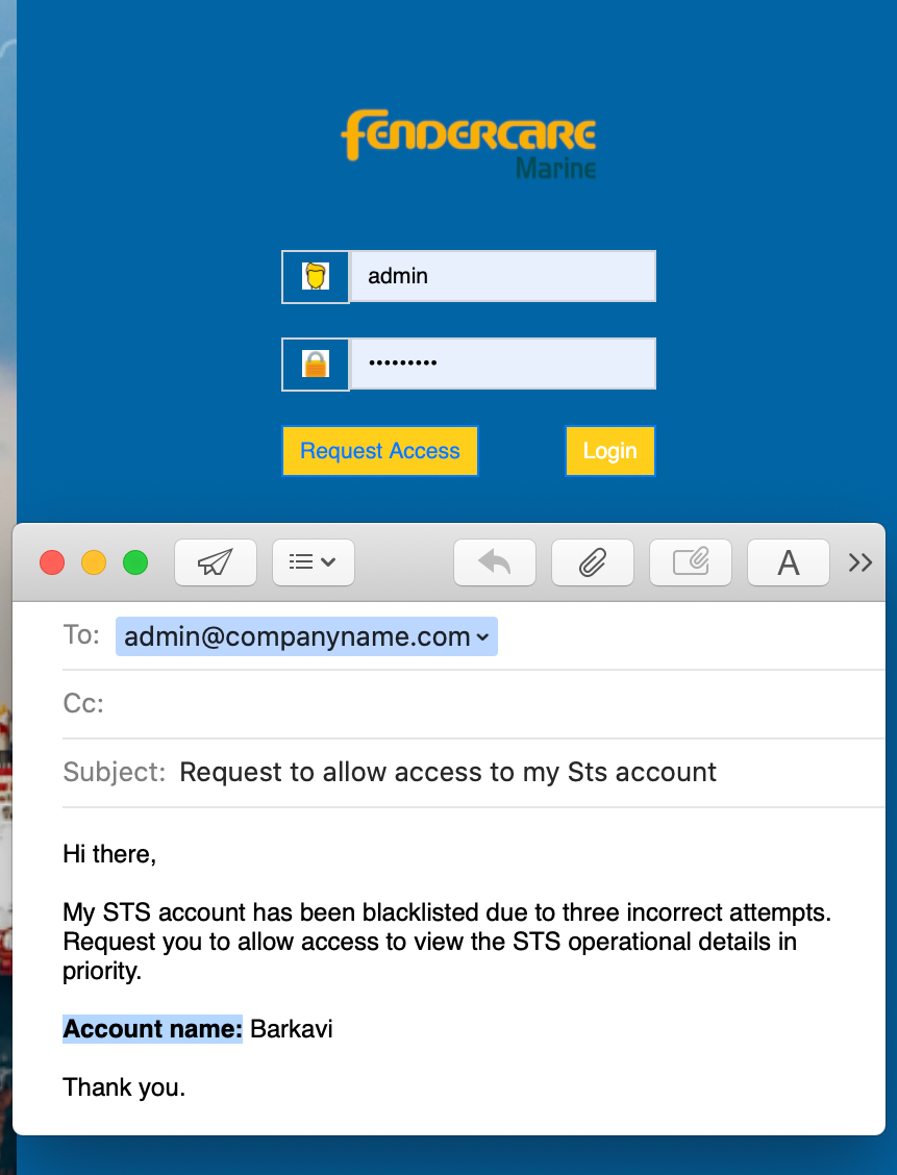 fendercare
Marine
admin
•••••••••
Request Access
Login
A
To: admin@companyname.com
Cc:
Subject: Request to allow access to my Sts account
Hi there,
My STS account has been blacklisted due to three incorrect attempts.
Request you to allow access to view the STS operational details in
priority.
Account name: Barkavi
Thank you.